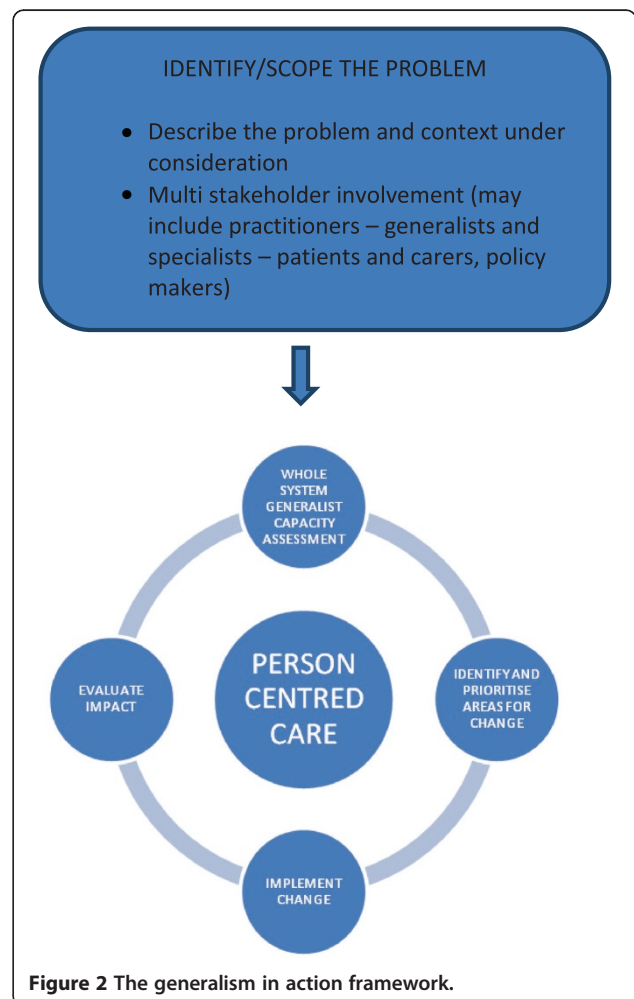 IDENTIFY/SCOPE THE PROBLEM
• Describe the problem and context under
consideration
• Multi stakeholder involvement (may
include practitioners – generalists and
specialists – patients and carers, policy
makers)
WHOLE
SYSTEM
GENERALIST
CAPACITY
ASSESSMENT
EVALUATE
IMPACT
PERSON
CENTRED
CARE
IDENTIFY AND
PRIORITISE
AREAS FOR
CHANGE
IMPLEMENT
CHANGE
Figure 2 The generalism in action framework.